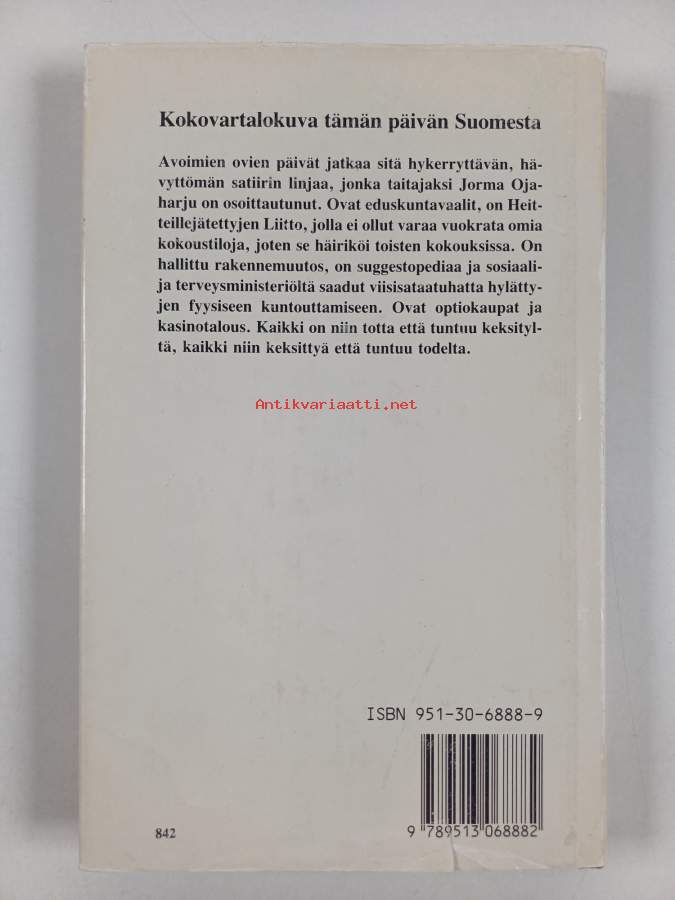 Kokovartalokuva tämän päivän Suomesta
Avoimien ovien päivät jatkaa sitä hykerryttävän, hä-
vyttömän satiirin linjaa, jonka taitajaksi Jorma Oja-
harju on osoittautunut. Ovat eduskuntavaalit, on Heit-
teillejätettyjen Liitto, jolla ei ollut varaa vuokrata omia
kokoustiloja, joten se häiriköi toisten kokouksissa. On
hallittu rakennemuutos, on suggestopediaa ja sosiaali-
ja terveysministeriöltä saadut viisisataatuhatta hylätty-
jen fyysiseen kuntouttamiseen. Ovat optiokaupat ja
kasinotalous. Kaikki on niin totta että tuntuu keksityl-
tä, kaikki niin keksittyä että tuntuu todelta.
Antikvariaatti.net
ISBN 951-30-6888-9
9 789513 068882
842